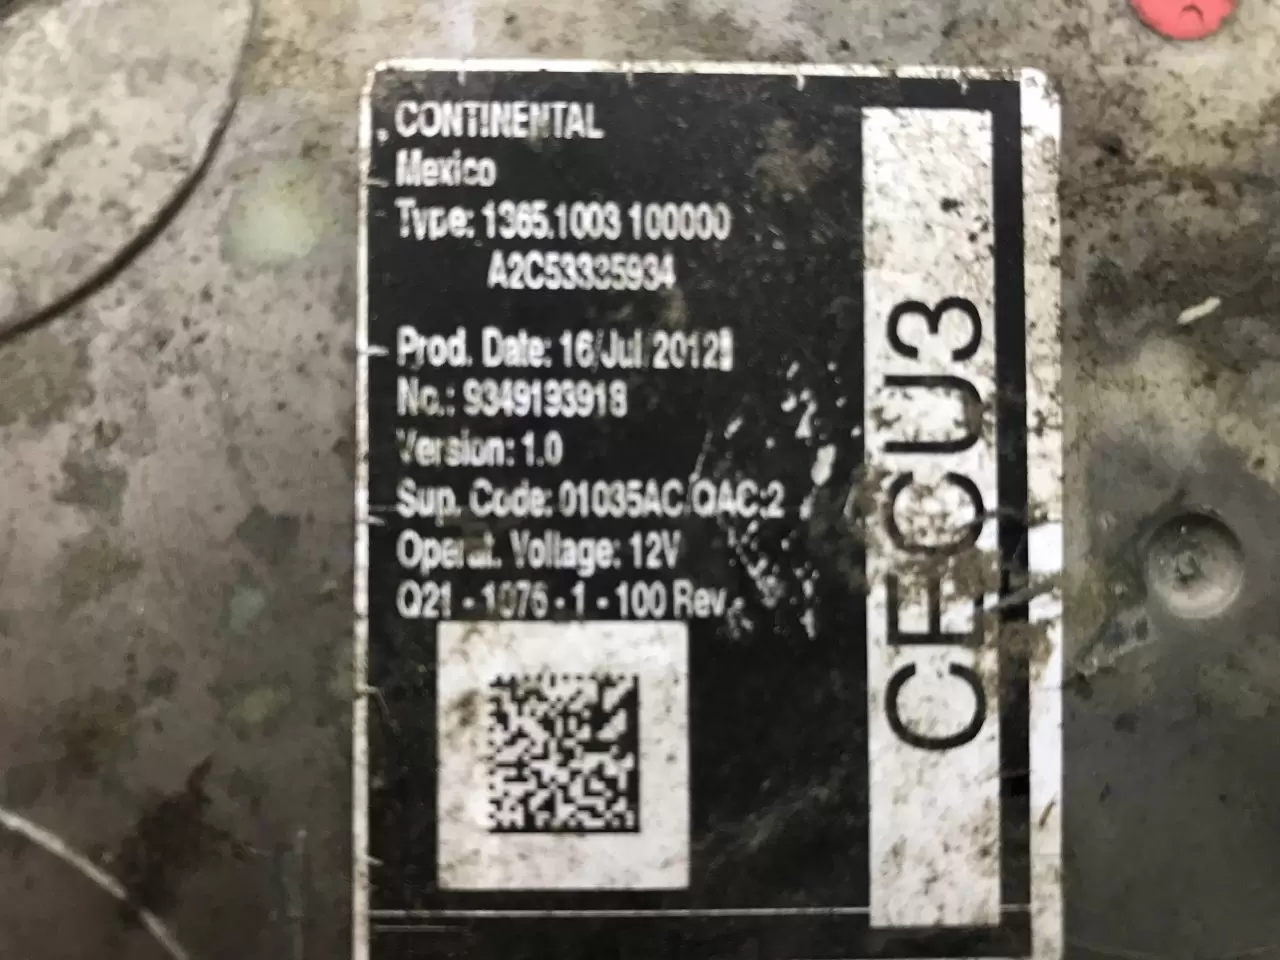 CONTINENTAL
Mexico
Type: 1365.1003 100000
A2C53335934
Prod. Date: 16/Jul/2012
No.: 9349193918
Version: 1.0
Sup. Code: 01035AC/QAC:2
Operat. Voltage: 12V
Q21 - 1076 - 1 - 100 Rev.
CECU3